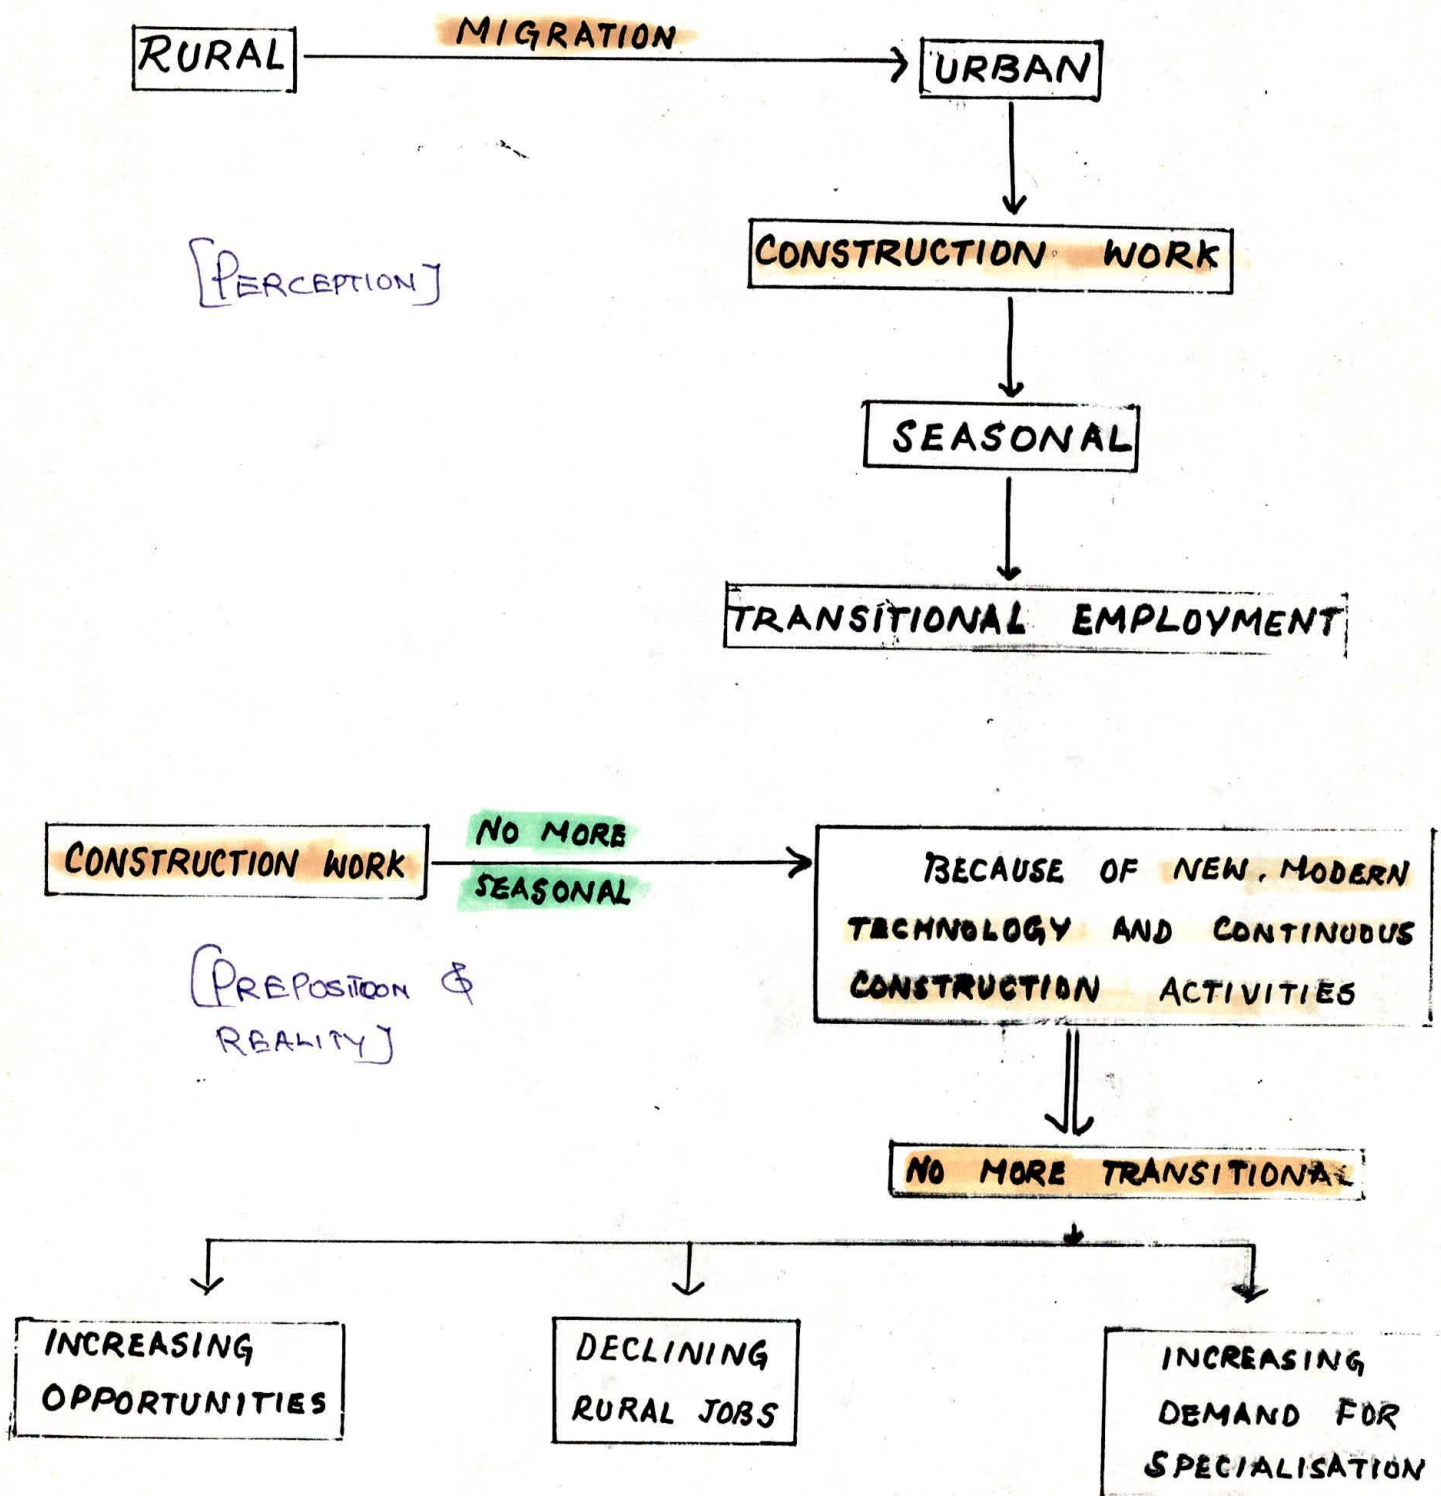 RURAL
MIGRATION
URBAN
[PERCEPTION]
CONSTRUCTION WORK
SEASONAL
TRANSITIONAL EMPLOYMENT
CONSTRUCTION WORK
NO MORE
SEASONAL
BECAUSE OF NEW, MODERN
TECHNOLOGY AND CONTINUOUS
CONSTRUCTION ACTIVITIES
[PREPOSITION &
REALITY]
NO MORE TRANSITIONAL
INCREASING
OPPORTUNITIES
DECLINING
RURAL JOBS
INCREASING
DEMAND FOR
SPECIALISATION